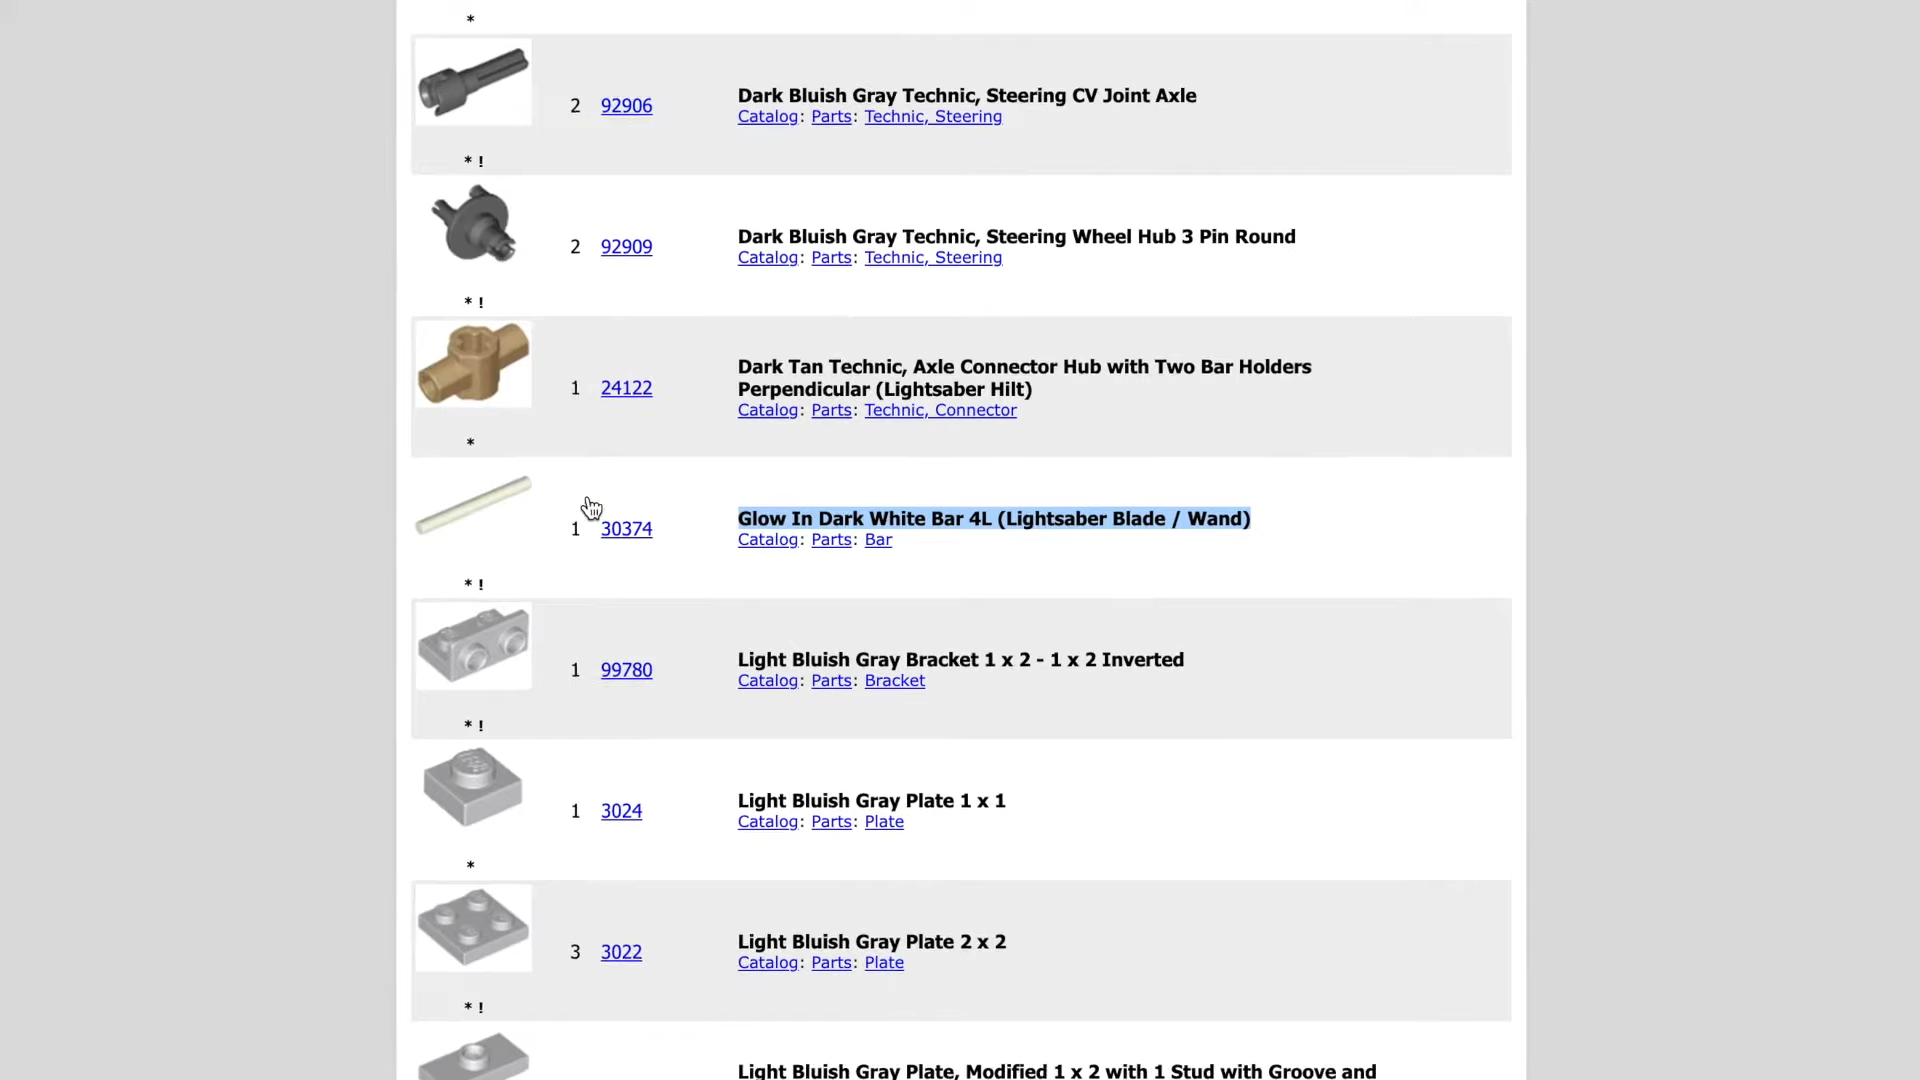 *
2 92906 Dark Bluish Gray Technic, Steering CV Joint Axle
Catalog: Parts: Technic, Steering
* !
2 92909 Dark Bluish Gray Technic, Steering Wheel Hub 3 Pin Round
Catalog: Parts: Technic, Steering
* !
1 24122 Dark Tan Technic, Axle Connector Hub with Two Bar Holders
Perpendicular (Lightsaber Hilt)
Catalog: Parts: Technic, Connector
*
1 30374 Glow In Dark White Bar 4L (Lightsaber Blade / Wand)
Catalog: Parts: Bar
* !
1 99780 Light Bluish Gray Bracket 1 x 2 - 1 x 2 Inverted
Catalog: Parts: Bracket
* !
1 3024 Light Bluish Gray Plate 1 x 1
Catalog: Parts: Plate
*
3 3022 Light Bluish Gray Plate 2 x 2
Catalog: Parts: Plate
* !
Light Bluish Gray Plate, Modified 1 x 2 with 1 Stud with Groove and